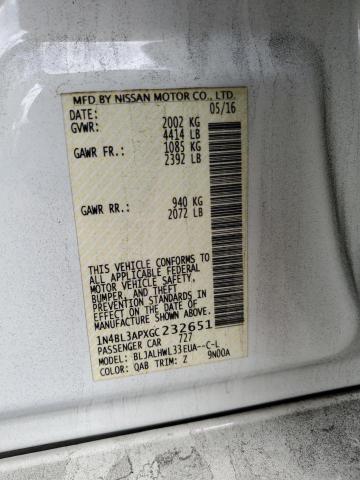 MFD BY NISSAN MOTOR CO., LTD.
DATE: 05/16
GVWR: 2002 KG
4414 LB
GAWR FR.: 1085 KG
2392 LB
GAWR RR.: 940 KG
2072 LB
THIS VEHICLE CONFORMS TO
ALL APPLICABLE FEDERAL
MOTOR VEHICLE SAFETY,
BUMPER, AND THEFT
PREVENTION STANDARDS
IN EFFECT ON THE DATE OF
MANUFACTURE SHOWN ABOVE.
1N4BL3APXGC232651
PASSENGER CAR 727
MODEL: BLJALHWL33EUA--C-L
COLOR: QAB TRIM: Z 9N00A